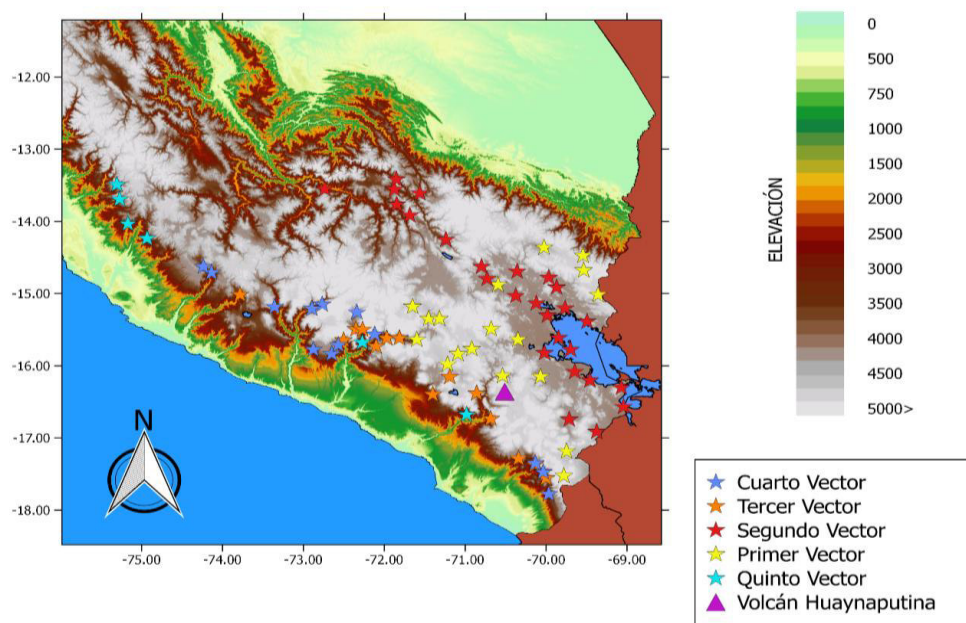 -12.00
-13.00
-14.00
-15.00
-16.00
-17.00
-18.00
-75.00 -74.00 -73.00 -72.00 -71.00 -70.00 -69.00
N
ELEVACIÓN
0
500
750
1000
1500
2000
2500
3000
3500
4000
4500
5000>
Cuarto Vector
Tercer Vector
Segundo Vector
Primer Vector
Quinto Vector
Volcán Huaynaputina